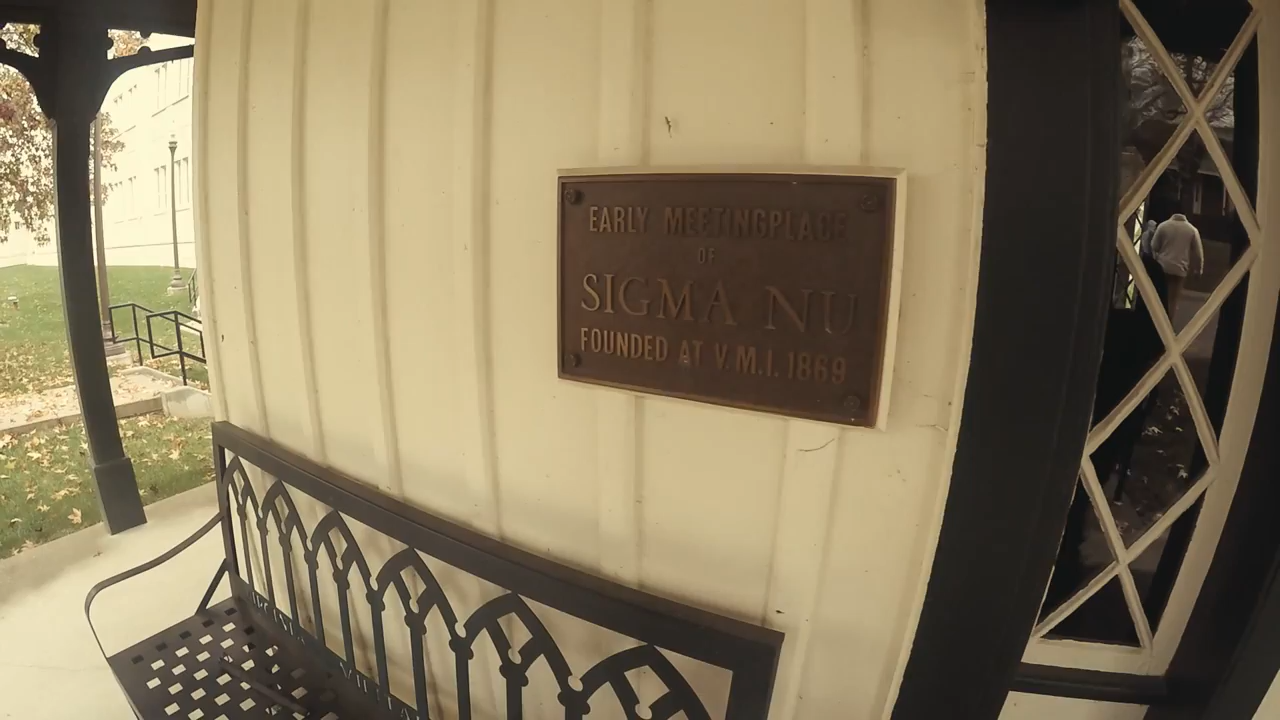 EARLY MEETINGPLACE
OF
SIGMA NU
FOUNDED AT V.M.I. 1869